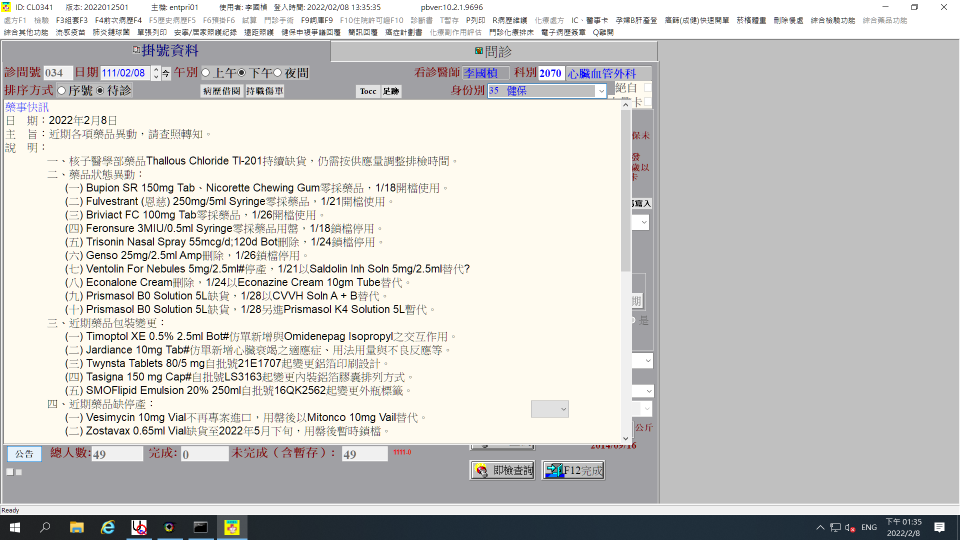 ID: CL0341 版本: 2022012501 主機: entpri01 使用者: 李國楨 登入時間: 2022/02/08 13:35:35 pbver:10.2.1.9696
處方F1 檢驗 F3組套F3 F4前次病歷F4 F5歷史病歷F5 F6預掛F6 試算 門診手術 F9詞庫F9 F10住院許可證F10 診斷書 T暫存 P列印 R病歷維護 化療處方 IC、醫事卡 孕婦B肝產登 癌篩(成健)快速開單 菸檳體重 刪除優處 綜合檢驗功能 綜合藥品功能
綜合其他功能 流感疫苗 肺炎鏈球菌 單張列印 安寧/居家照護紀錄 遠距照護 健保申複爭議回覆 簡訊回覆 癌症計劃書 化療副作用評估 門診化療排床 電子病歷簽章 Q離開
掛號資料 問診
診間號 034 日期 111/02/08 今 午別 上午 下午 夜間 看診醫師 李國楨 科別 2070 心臟血管外科
排序方式 序號 待診 病歷借閱 持職傷單 Tocc 足跡 身份別 35 健保 絕自
藥事快訊
日 期：2022年2月8日
主 旨：近期各項藥品異動，請查照轉知。
說 明：
一、核子醫學部藥品Thallous Chloride Tl-201持續缺貨，仍需按供應量調整排檢時間。
二、藥品狀態異動：
(一) Bupion SR 150mg Tab、Nicorette Chewing Gum零採藥品，1/18開檔使用。
(二) Fulvestrant (恩慈) 250mg/5ml Syringe零採藥品，1/21開檔使用。
(三) Briviact FC 100mg Tab零採藥品，1/26開檔使用。
(四) Feronsure 3MIU/0.5ml Syringe零採藥品用罄，1/18鎖檔停用。
(五) Trisonin Nasal Spray 55mcg/d;120d Bot刪除，1/24鎖檔停用。
(六) Genso 25mg/2.5ml Amp刪除，1/26鎖檔停用。
(七) Ventolin For Nebules 5mg/2.5ml#停產，1/21以Saldolin Inh Soln 5mg/2.5ml替代?
(八) Econalone Cream刪除，1/24以Econazine Cream 10gm Tube替代。
(九) Prismasol B0 Solution 5L缺貨，1/28以CVVH Soln A + B替代。
(十) Prismasol B0 Solution 5L缺貨，1/28另進Prismasol K4 Solution 5L暫代。
三、近期藥品包裝變更：
(一) Timoptol XE 0.5% 2.5ml Bot#仿單新增與Omidenepag Isopropyl之交互作用。
(二) Jardiance 10mg Tab#仿單新增心臟衰竭之適應症、用法用量與不良反應等。
(三) Twynsta Tablets 80/5 mg自批號21E1707起變更鋁箔印刷設計。
(四) Tasigna 150 mg Cap#自批號LS3163起變更內裝鋁箔膠囊排列方式。
(五) SMOFlipid Emulsion 20% 250ml自批號16QK2562起變更外瓶標籤。
四、近期藥品缺停產：
(一) Vesimycin 10mg Vial不再專案進口，用罄後以Mitonco 10mg Vail替代。
(二) Zostavax 0.65ml Vial缺貨至2022年5月下旬，用罄後暫時鎖檔。
卡
保未
發
歲以
卡
寫入
期
是
公斤
2014/09/16
公告 總人數: 49 完成: 0 未完成（含暫存）: 49 1111-0
即檢查詢 F12完成
Ready
ENG 下午 01:35
2022/2/8